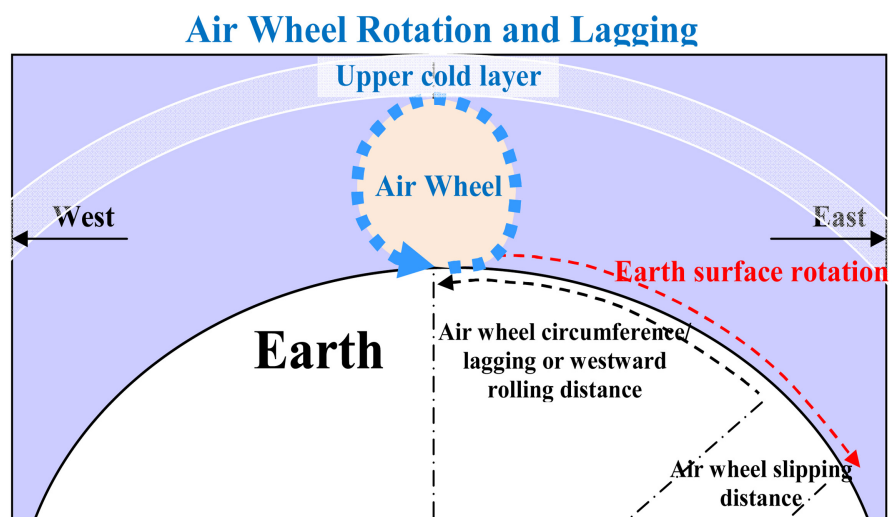 Air Wheel Rotation and Lagging
Upper cold layer
Air Wheel
West
East
Earth surface rotation
Earth
Air wheel circumference/
lagging or westward
rolling distance
Air wheel slipping
distance